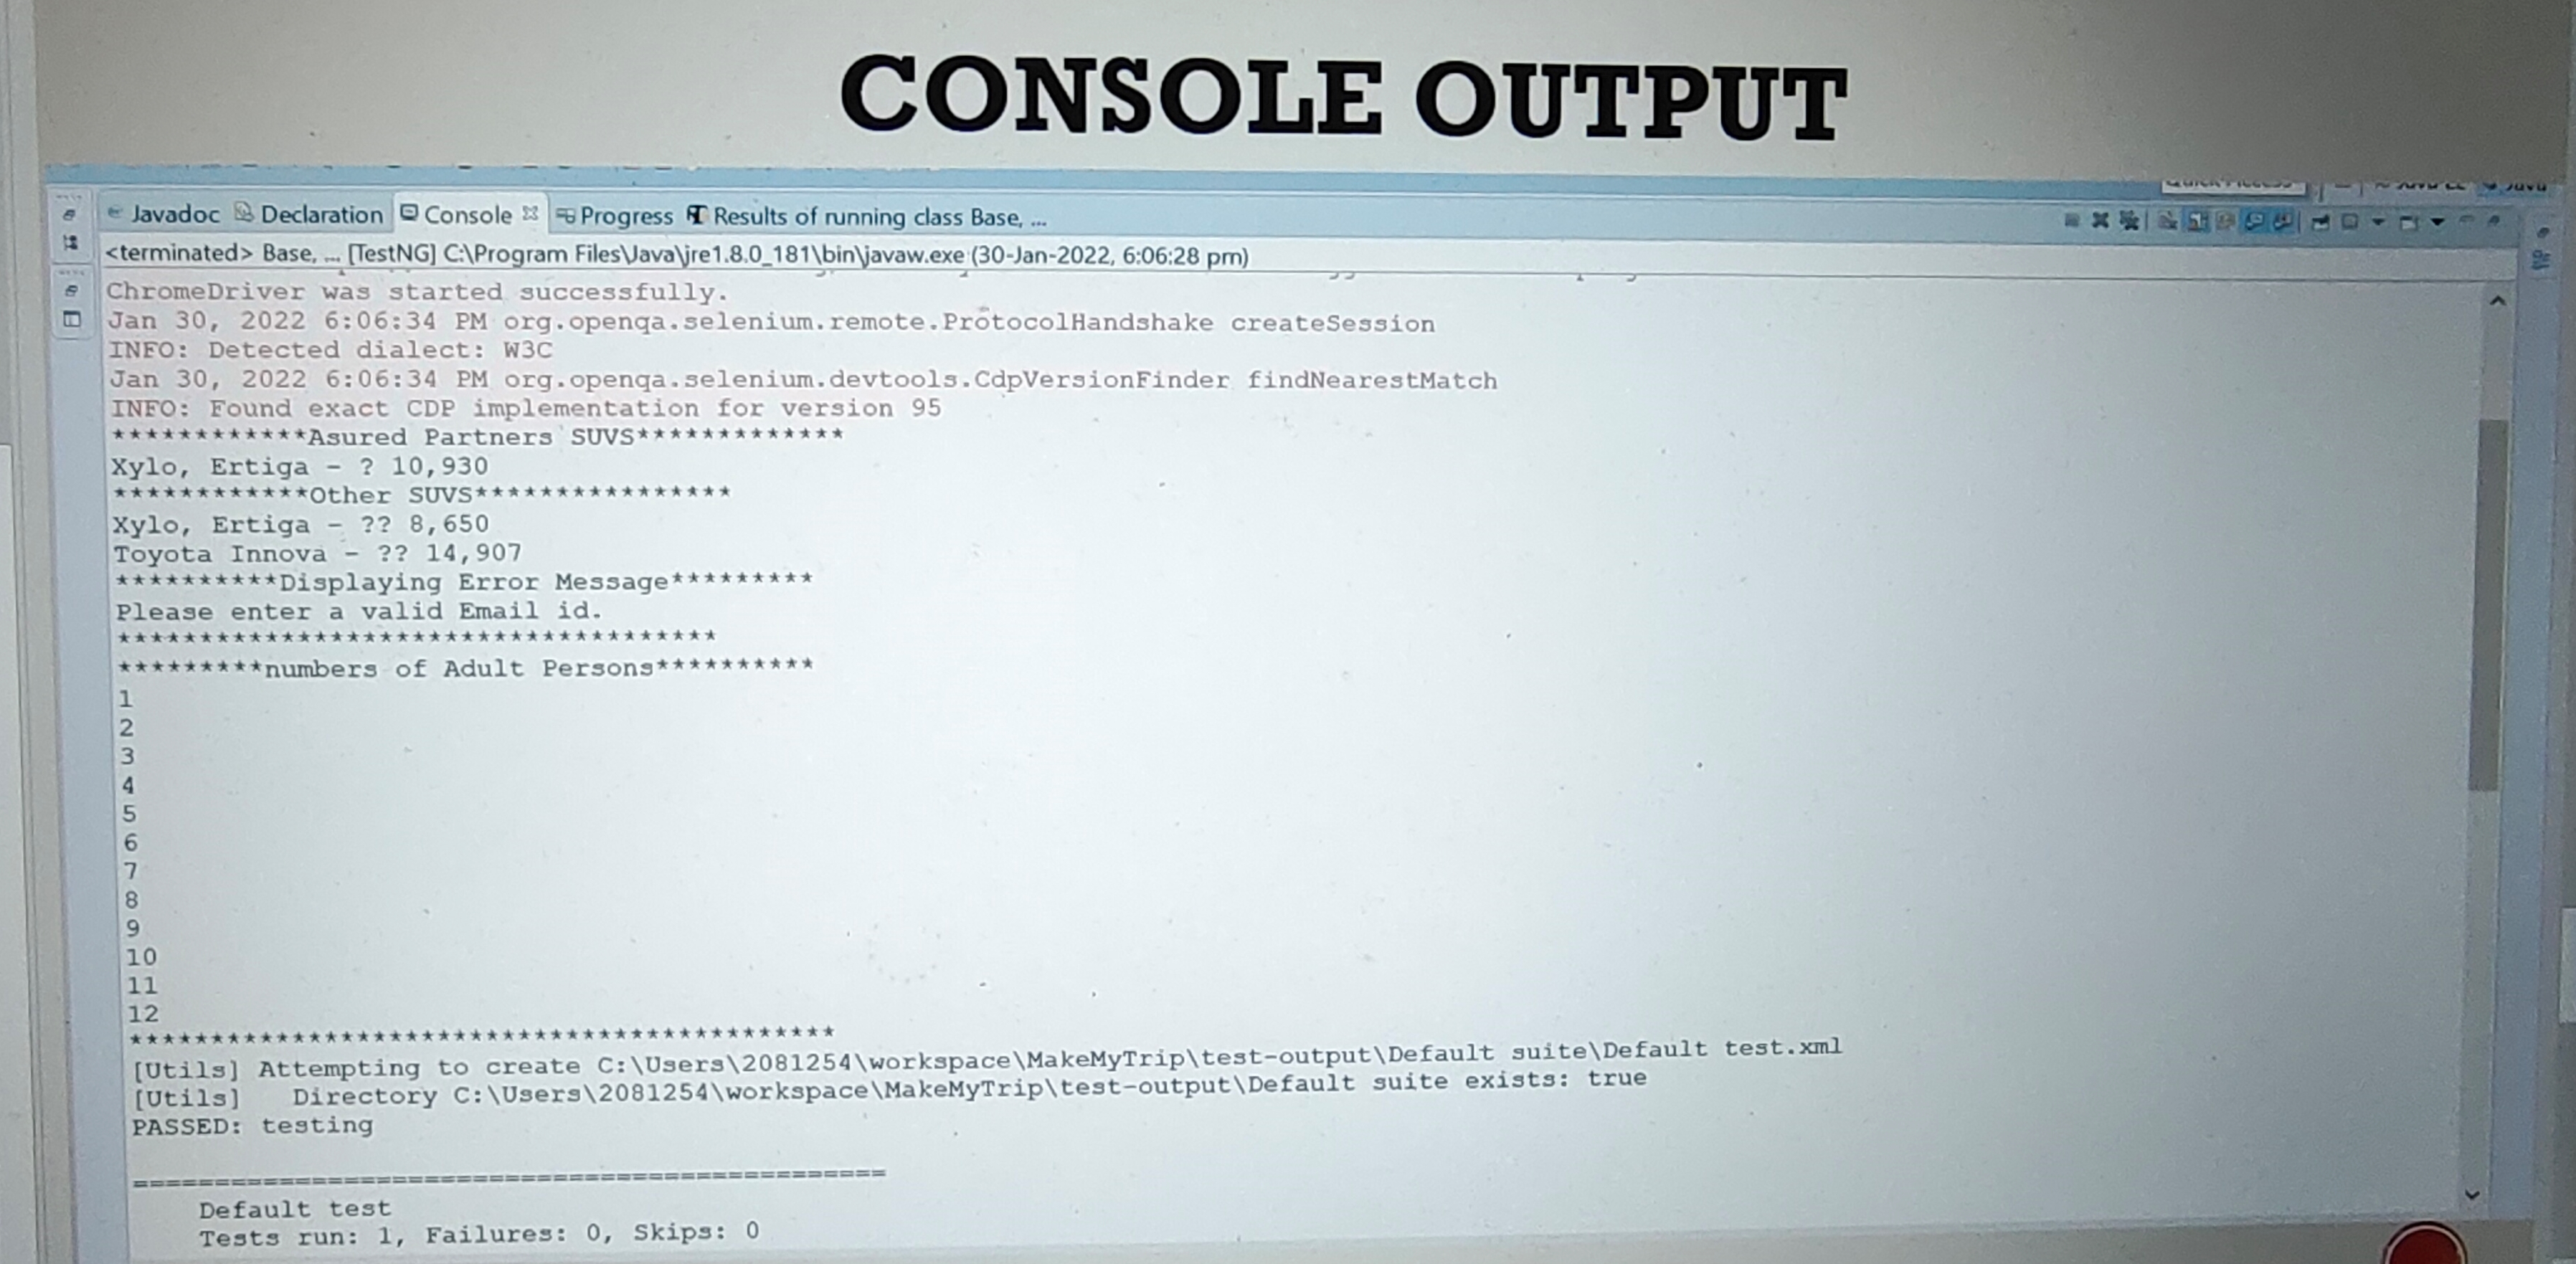 CONSOLE OUTPUT
Javadoc Declaration Console Progress Results of running class Base, ...
<terminated> Base, ... [TestNG] C:\Program Files\Java\jre1.8.0_181\bin\javaw.exe (30-Jan-2022, 6:06:28 pm)
ChromeDriver was started successfully.
Jan 30, 2022 6:06:34 PM org.openqa.selenium.remote.ProtocolHandshake createSession
INFO: Detected dialect: W3C
Jan 30, 2022 6:06:34 PM org.openqa.selenium.devtools.CdpVersionFinder findNearestMatch
INFO: Found exact CDP implementation for version 95
************Asured Partners SUVS*************
Xylo, Ertiga - ? 10,930
************Other SUVS****************
Xylo, Ertiga - ?? 8,650
Toyota Innova - ?? 14,907
**********Displaying Error Message*********
Please enter a valid Email id.
*************************************
*********numbers of Adult Persons**********
1
2
3
4
5
6
7
8
9
10
11
12
*******************************************
[Utils] Attempting to create C:\Users\2081254\workspace\MakeMyTrip\test-output\Default suite\Default test.xml
[Utils]   Directory C:\Users\2081254\workspace\MakeMyTrip\test-output\Default suite exists: true
PASSED: testing
===============================================
Default test
Tests run: 1, Failures: 0, Skips: 0